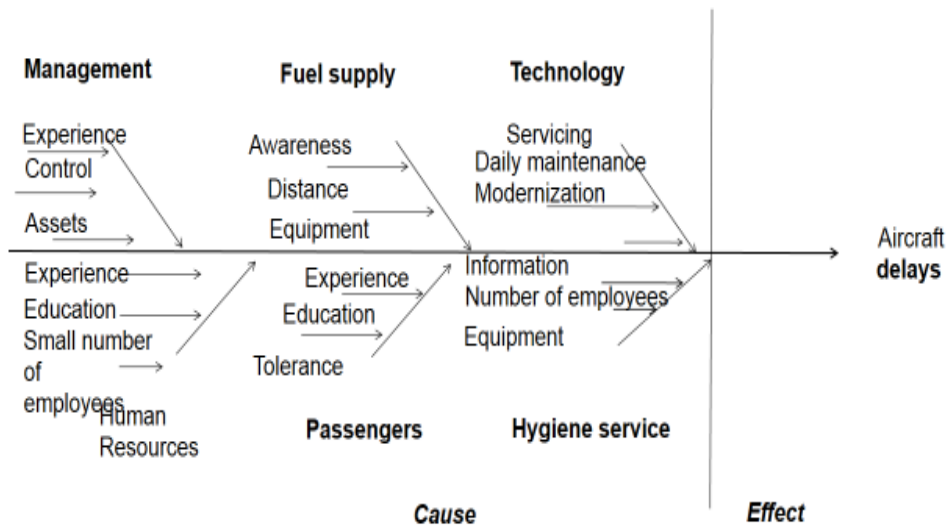 Management
Fuel supply
Technology
Experience
Control
Assets
Awareness
Distance
Equipment
Servicing
Daily maintenance
Modernization
Aircraft
delays
Experience
Education
Small number
of
employees
Human
Resources
Experience
Education
Tolerance
Information
Number of employees
Equipment
Passengers
Hygiene service
Cause
Effect